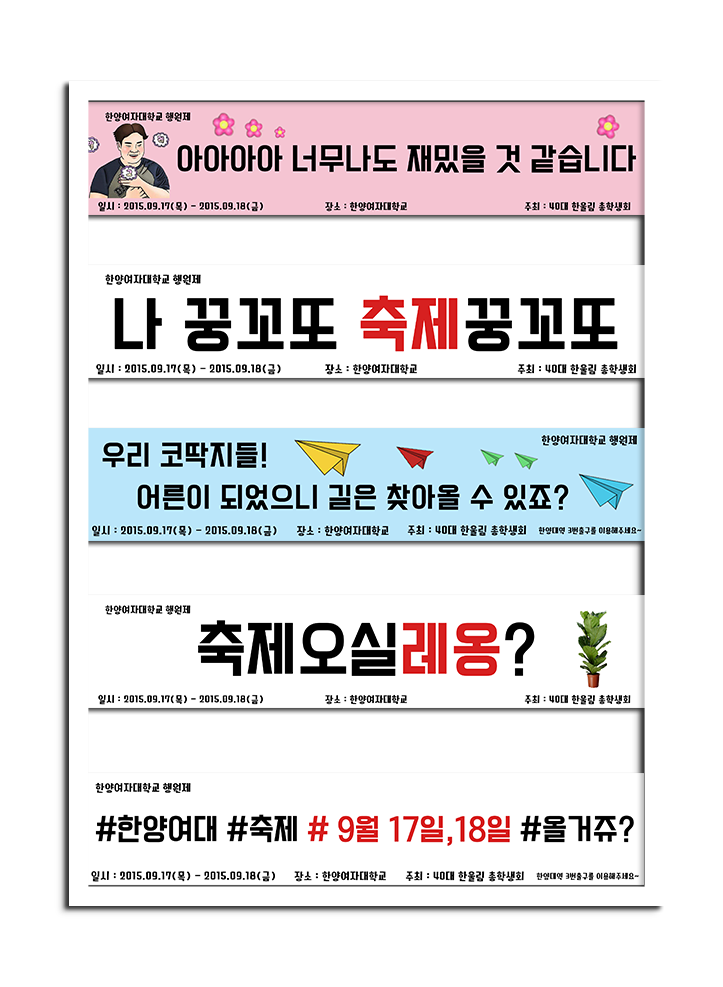 한양여자대학교 행원제
아아아아 너무나도 재밌을 것 같습니다
일시 : 2015.09.17(목) - 2015.09.18(금) 장소 : 한양여자대학교 주최 : 40대 한울림 총학생회
한양여자대학교 행원제
나 꿍꼬또 축제꿍꼬또
일시 : 2015.09.17(목) - 2015.09.18(금) 장소 : 한양여자대학교 주최 : 40대 한울림 총학생회
한양여자대학교 행원제
우리 코딱지들!
어른이 되었으니 길은 찾아올 수 있죠?
일시 : 2015.09.17(목) - 2015.09.18(금) 장소 : 한양여자대학교 주최 : 40대 한울림 총학생회 한양대역 3번출구를 이용해주세요~
한양여자대학교 행원제
축제오실레옹?
일시 : 2015.09.17(목) - 2015.09.18(금) 장소 : 한양여자대학교 주최 : 40대 한울림 총학생회
한양여자대학교 행원제
#한양여대 #축제 # 9월 17일,18일 #올거쥬?
일시 : 2015.09.17(목) - 2015.09.18(금) 장소 : 한양여자대학교 주최 : 40대 한울림 총학생회 한양대역 3번출구를 이용해주세요~